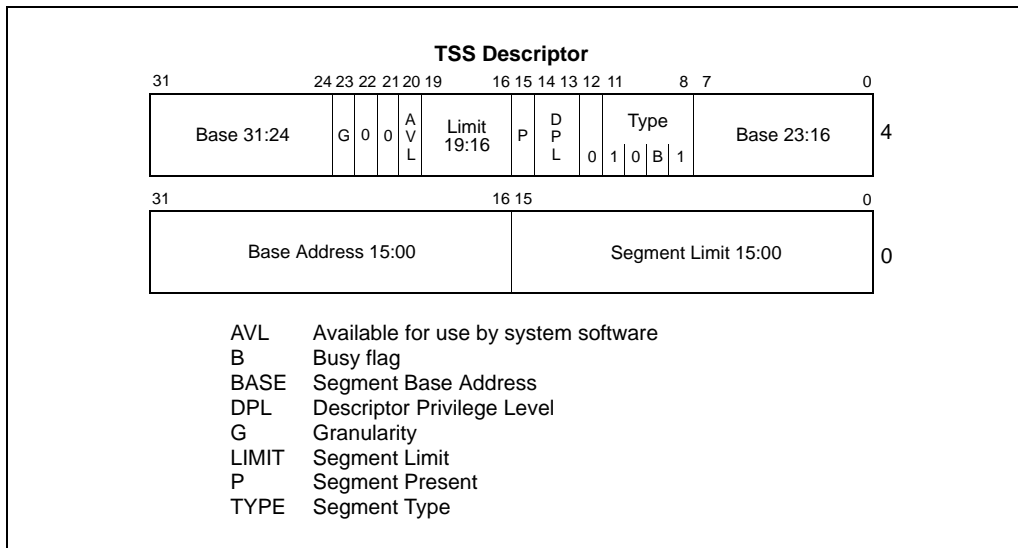 TSS Descriptor
31 24 23 22 21 20 19 16 15 14 13 12 11 8 7 0
Base 31:24 G 0 0 AVL Limit 19:16 P DPL 0 Type 1 0 B 1 Base 23:16 4
31 16 15 0
Base Address 15:00 Segment Limit 15:00 0
AVL Available for use by system software
B Busy flag
BASE Segment Base Address
DPL Descriptor Privilege Level
G Granularity
LIMIT Segment Limit
P Segment Present
TYPE Segment Type